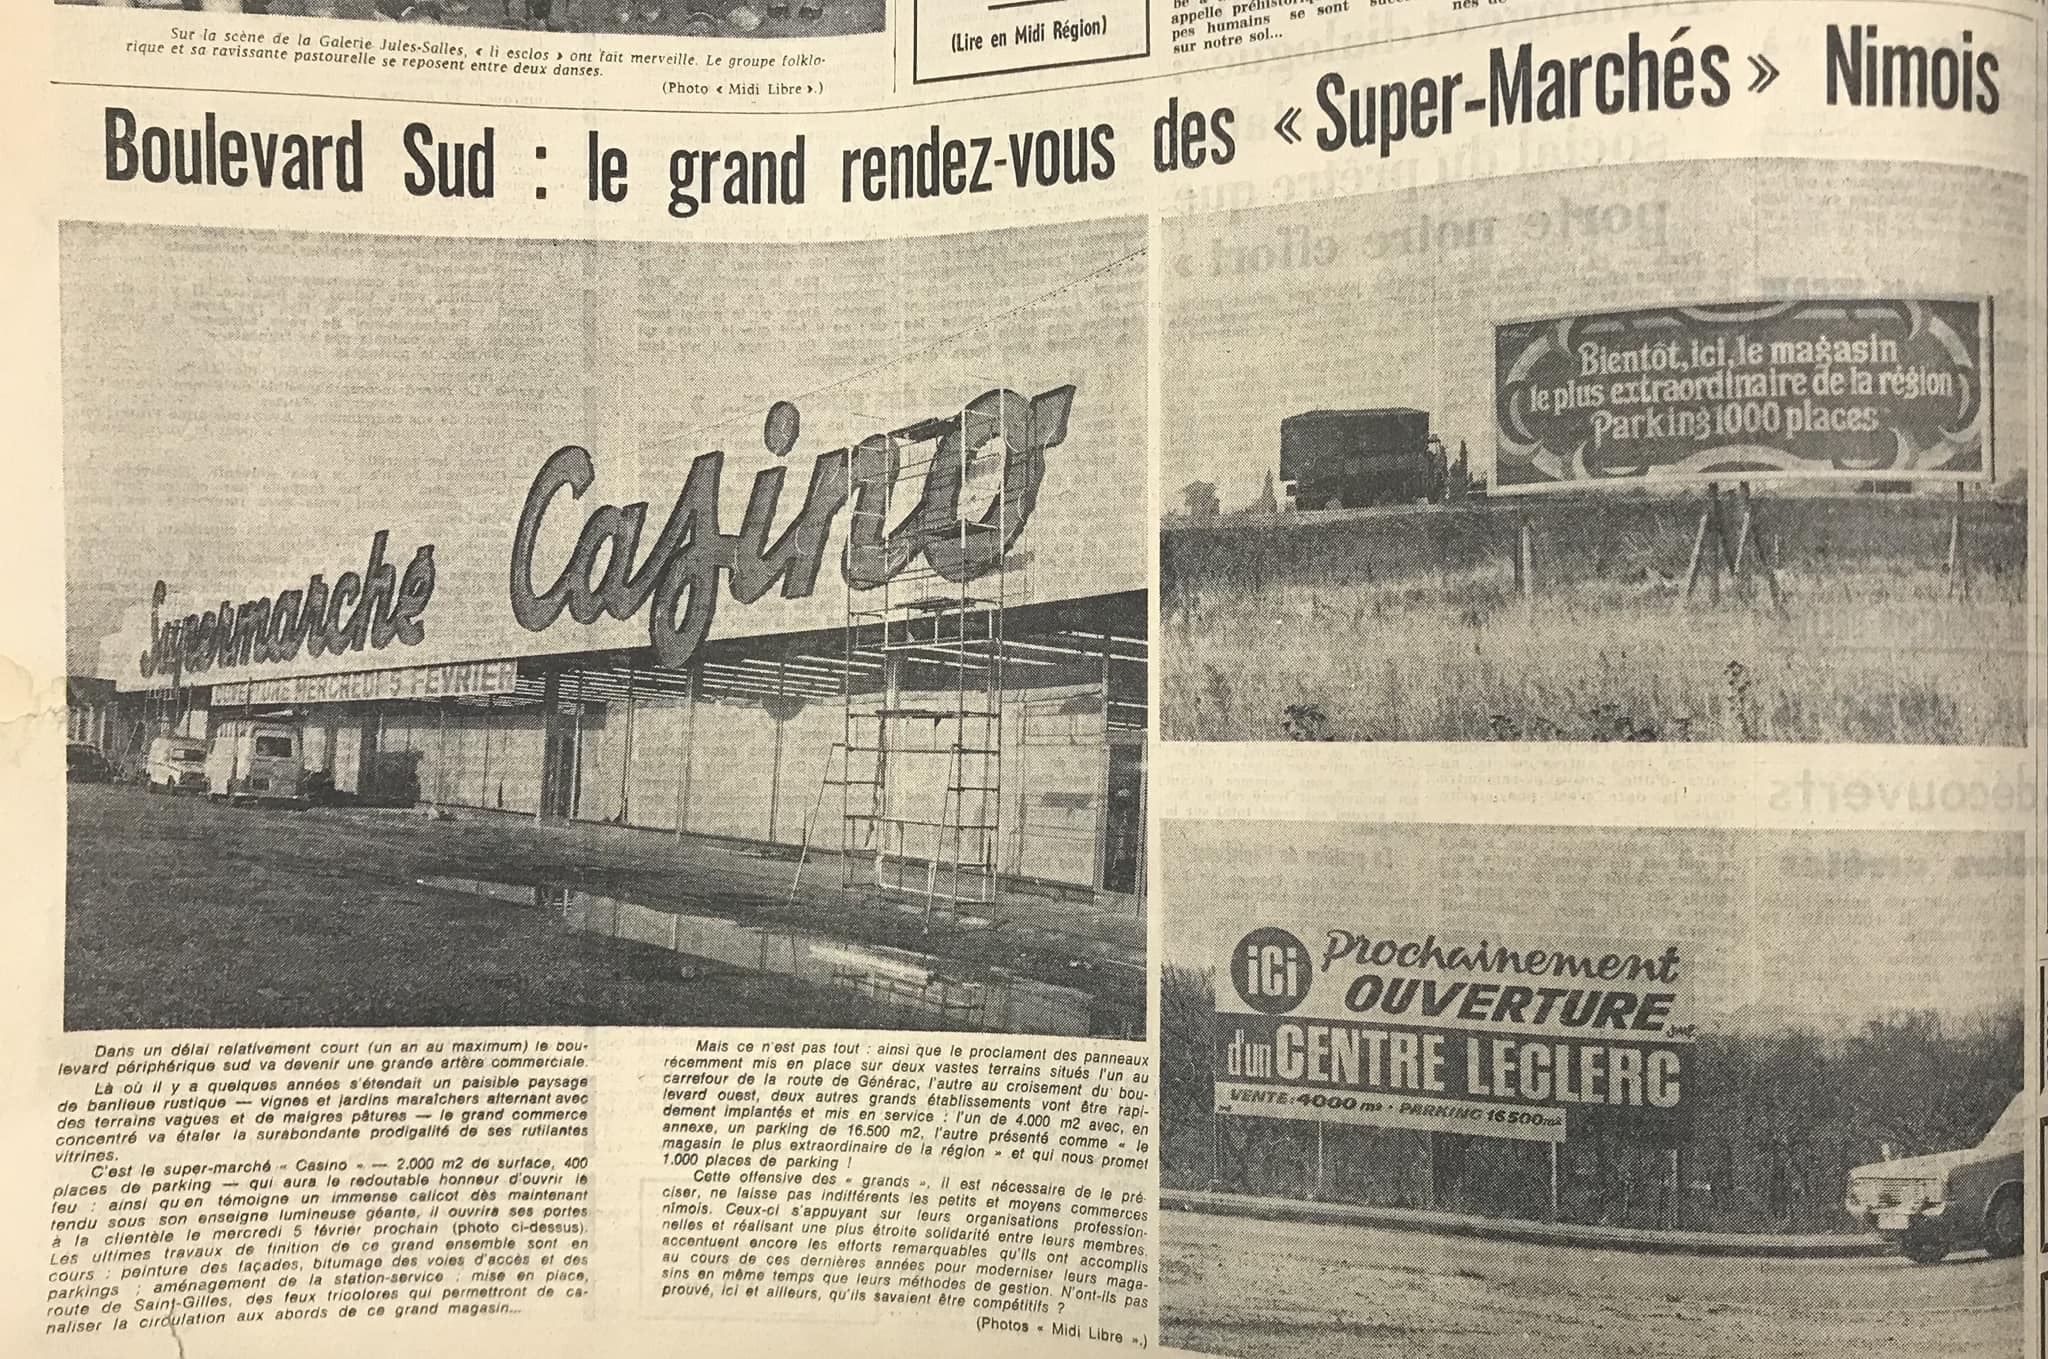 Sur la scène de la Galerie Jules-Salles, « li esclos » ont fait merveille. Le groupe folklo-
rique et sa ravissante pastourelle se reposent entre deux danses.
(Photo « Midi Libre ».)
(Lire en Midi Région)
appelle préhistori
pes humains se sont
sur notre sol...
Boulevard Sud : le grand rendez-vous des « Super-Marchés » Nimois
Supermarché Casino
OUVERTURE MERCREDI 5 FÉVRIER
Bientôt, ici, le magasin
le plus extraordinaire de la région
Parking 1000 places
ici Prochainement
OUVERTURE
d'un CENTRE LECLERC
VENTE : 4000 m² · PARKING 16500 m²
Dans un délai relativement court (un an au maximum) le bou-
levard périphérique sud va devenir une grande artère commerciale.
Là où il y a quelques années s'étendait un paisible paysage
de banlieue rustique — vignes et jardins maraîchers alternant avec
des terrains vagues et de maigres pâtures — le grand commerce
concentré va étaler la surabondante prodigalité de ses rutilantes
vitrines.
C'est le super-marché « Casino » — 2.000 m2 de surface, 400
places de parking — qui aura le redoutable honneur d'ouvrir le
feu : ainsi qu'en témoigne un immense calicot dès maintenant
tendu sous son enseigne lumineuse géante, il ouvrira ses portes
à la clientèle le mercredi 5 février prochain (photo ci-dessus).
Les ultimes travaux de finition de ce grand ensemble sont en
cours : peinture des façades, bitumage des voies d'accès et des
parkings ; aménagement de la station-service ; mise en place,
route de Saint-Gilles, des feux tricolores qui permettront de ca-
naliser la circulation aux abords de ce grand magasin...
Mais ce n'est pas tout : ainsi que le proclament des panneaux
récemment mis en place sur deux vastes terrains situés l'un au
carrefour de la route de Générac, l'autre au croisement du bou-
levard ouest, deux autres grands établissements vont être rapi-
dement implantés et mis en service : l'un de 4.000 m2 avec, en
annexe, un parking de 16.500 m2, l'autre présenté comme « le
magasin le plus extraordinaire de la région » et qui nous promet
1.000 places de parking !
Cette offensive des « grands », il est nécessaire de le pré-
ciser, ne laisse pas indifférents les petits et moyens commerces
nîmois. Ceux-ci s'appuyant sur leurs organisations profession-
nelles et réalisant une plus étroite solidarité entre leurs membres,
accentuent encore les efforts remarquables qu'ils ont accomplis
au cours de ces dernières années pour moderniser leurs maga-
sins en même temps que leurs méthodes de gestion. N'ont-ils pas
prouvé, ici et ailleurs, qu'ils savaient être compétitifs ?
(Photos « Midi Libre ».)